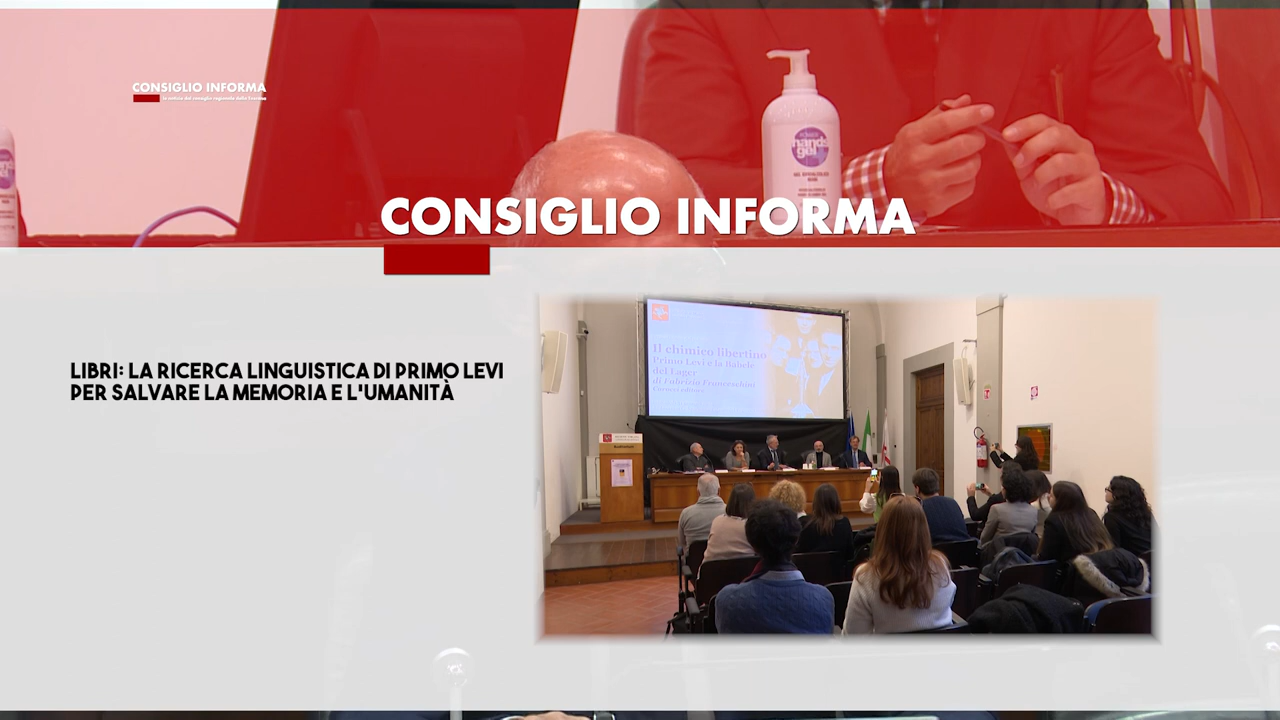 CONSIGLIO INFORMA
hands
gel
CONSIGLIO INFORMA
LIBRI: LA RICERCA LINGUISTICA DI PRIMO LEVI
PER SALVARE LA MEMORIA E L'UMANITÀ
Il chimico libertino
Primo Levi e la Babele
del Lager